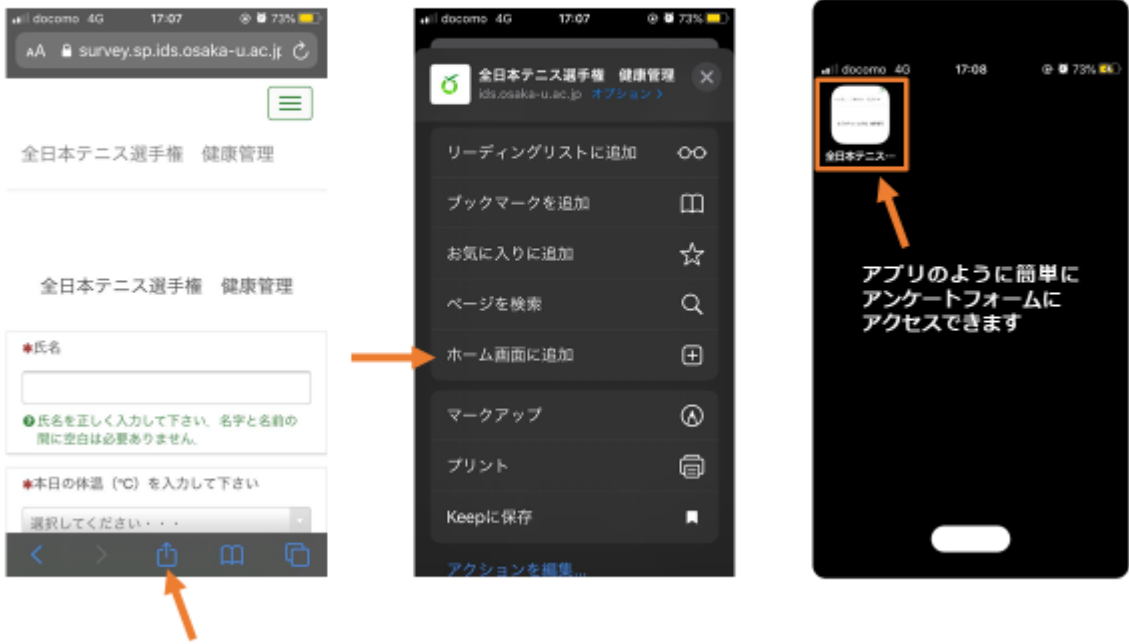 docomo 4G 17:07 73%
AA survey.sp.ids.osaka-u.ac.jp
全日本テニス選手権 健康管理
全日本テニス選手権 健康管理
*氏名
氏名を正しく入力して下さい。名字と名前の
間に空白は必要ありません。
*本日の体温（℃）を入力して下さい
選択してください・・・
docomo 4G 17:07 73%
全日本テニス選手権 健康管理
ids.osaka-u.ac.jp オプション >
リーディングリストに追加
ブックマークを追加
お気に入りに追加
ページを検索
ホーム画面に追加
マークアップ
プリント
Keepに保存
アクションを編集...
docomo 4G 17:08 73%
全日本テニス…
アプリのように簡単に
アンケートフォームに
アクセスできます